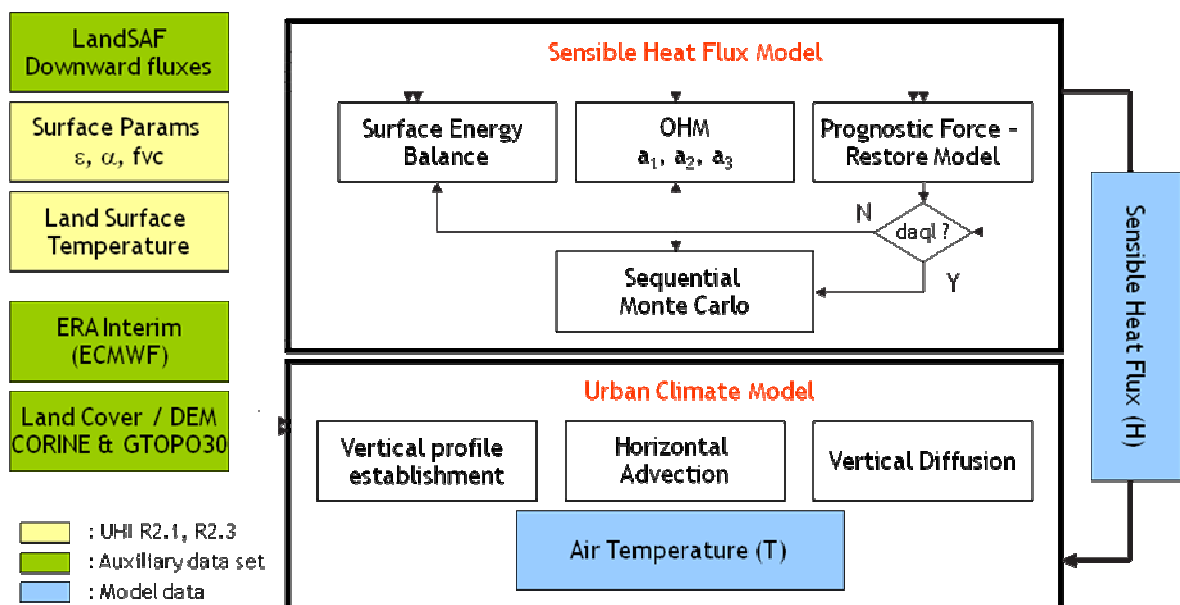 LandSAF
Downward fluxes
Surface Params
ε, α, fvc
Land Surface
Temperature
ERA Interim
(ECMWF)
Land Cover / DEM
CORINE & GTOPO30
: UHI R2.1, R2.3
: Auxiliary data set
: Model data
Sensible Heat Flux Model
Surface Energy
Balance
OHM
a1, a2, a3
Prognostic Force -
Restore Model
N
daql ?
Y
Sequential
Monte Carlo
Urban Climate Model
Vertical profile
establishment
Horizontal
Advection
Vertical Diffusion
Air Temperature (T)
Sensible Heat Flux (H)